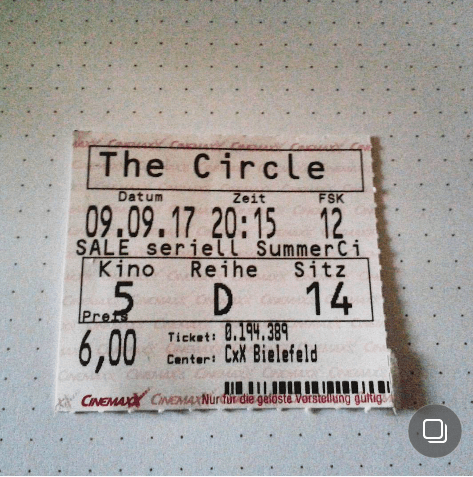 The Circle
Datum Zeit FSK
09.09.17 20:15 12
SALE seriell SummerCi
Kino Reihe Sitz
5 D 14
Preis
6,00
Ticket: 0.194.389
Center: CxX Bielefeld
CINEMAXX Nur für die gelöste Vorstellung gültig